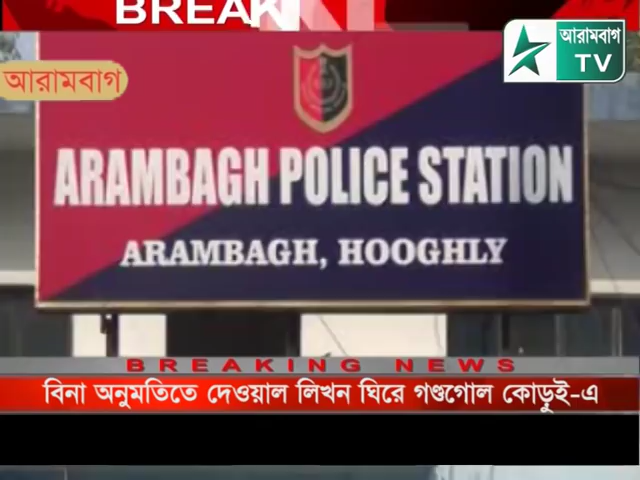 BREAK
আরামবাগ
TV
আরামবাগ
ARAMBAGH POLICE STATION
ARAMBAGH, HOOGHLY
BREAKING NEWS
বিনা অনুমতিতে দেওয়াল লিখন ঘিরে গণ্ডগোল কোড়ুই-এ